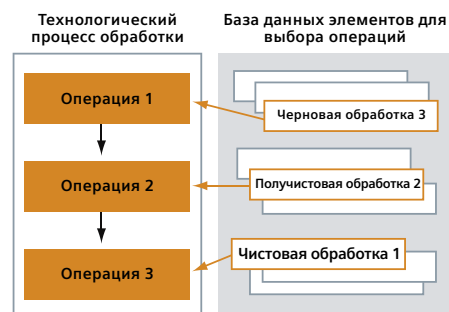 Технологический
процесс обработки
База данных элементов для
выбора операций
Операция 1
Черновая обработка 3
Операция 2
Получистовая обработка 2
Операция 3
Чистовая обработка 1